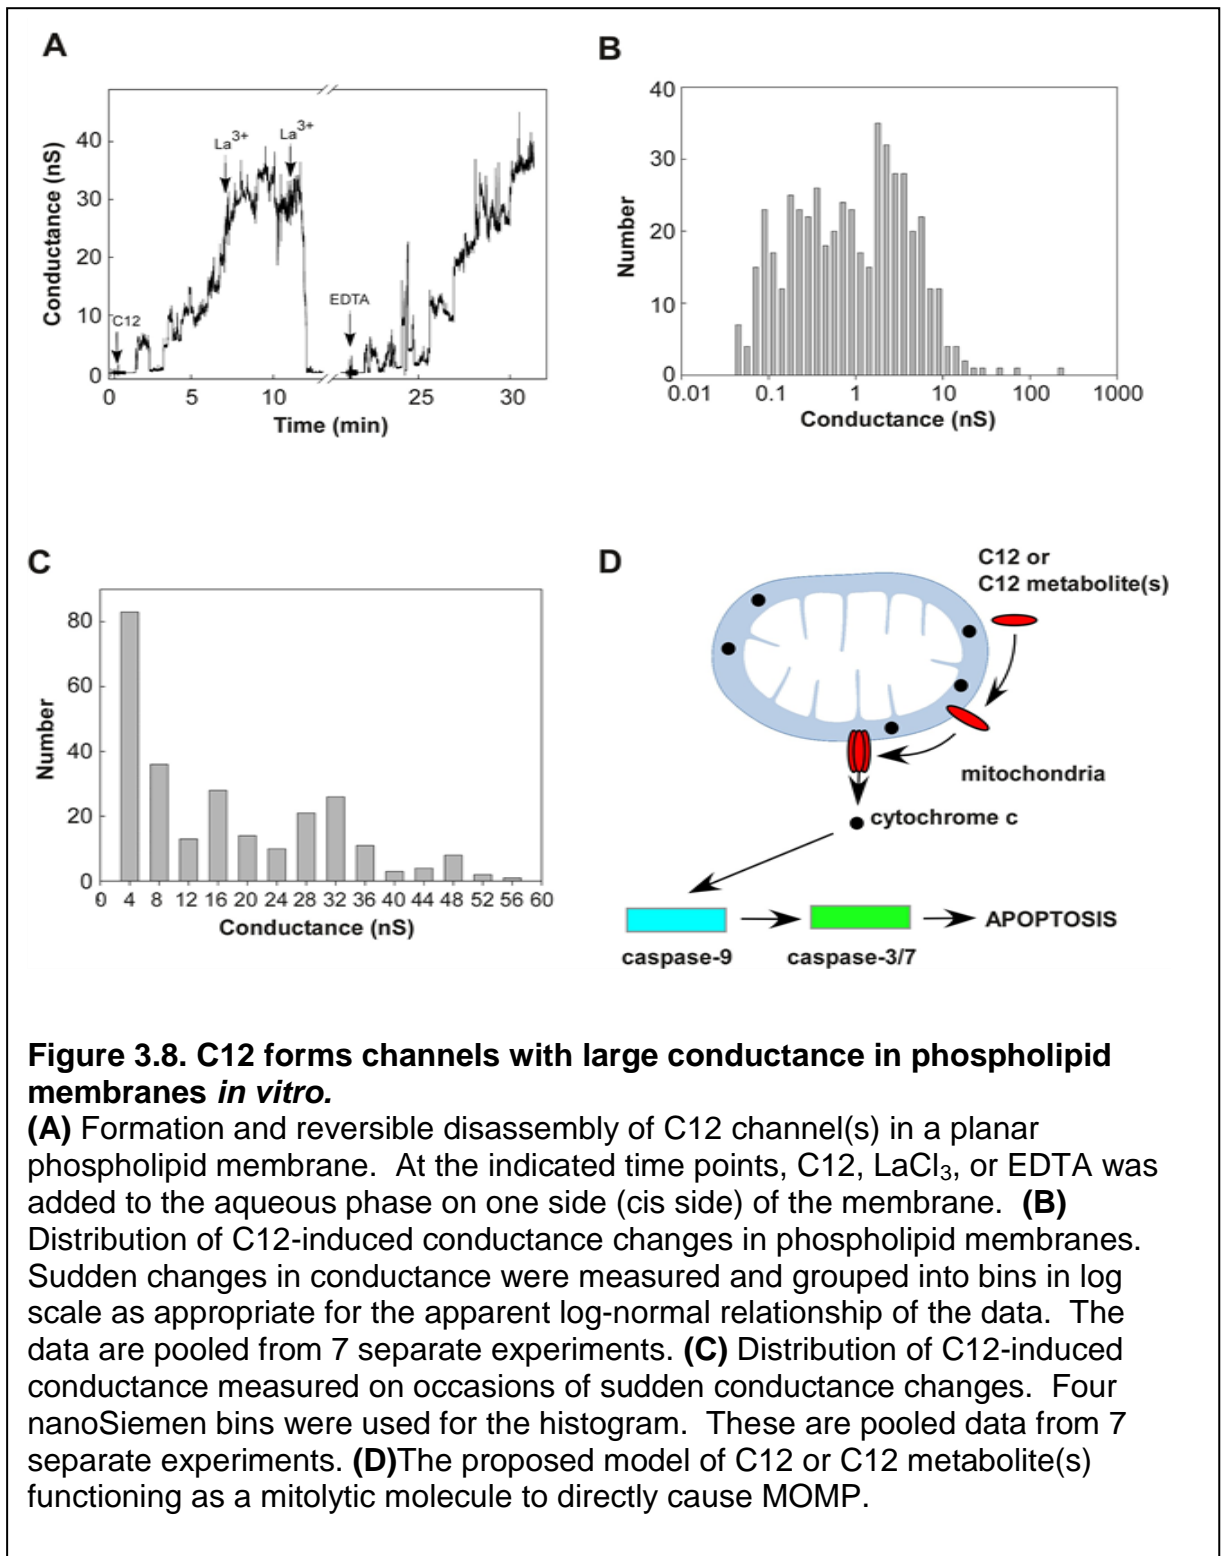 A
Conductance (nS)
40
30
20
10
0
C12
La3+
La3+
EDTA
0 5 10 25 30
Time (min)
B
Number
40
30
20
10
0
0.01 0.1 1 10 100 1000
Conductance (nS)
C
Number
80
60
40
20
0
0 4 8 12 16 20 24 28 32 36 40 44 48 52 56 60
Conductance (nS)
D
C12 or
C12 metabolite(s)
mitochondria
cytochrome c
caspase-9
caspase-3/7
APOPTOSIS
Figure 3.8. C12 forms channels with large conductance in phospholipid
membranes in vitro.
(A) Formation and reversible disassembly of C12 channel(s) in a planar
phospholipid membrane. At the indicated time points, C12, LaCl₃, or EDTA was
added to the aqueous phase on one side (cis side) of the membrane. (B)
Distribution of C12-induced conductance changes in phospholipid membranes.
Sudden changes in conductance were measured and grouped into bins in log
scale as appropriate for the apparent log-normal relationship of the data. The
data are pooled from 7 separate experiments. (C) Distribution of C12-induced
conductance measured on occasions of sudden conductance changes. Four
nanoSiemen bins were used for the histogram. These are pooled data from 7
separate experiments. (D)The proposed model of C12 or C12 metabolite(s)
functioning as a mitolytic molecule to directly cause MOMP.